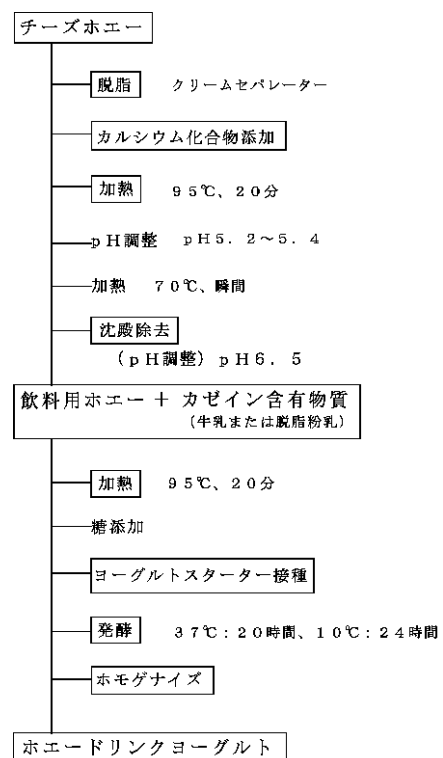 チーズホエー
脱脂 クリームセパレーター
カルシウム化合物添加
加熱 95℃、20分
pH調整 pH5.2～5.4
加熱 70℃、瞬間
沈殿除去
(pH調整) pH6.5
飲料用ホエー + カゼイン含有物質
(牛乳または脱脂粉乳)
加熱 95℃、20分
糖添加
ヨーグルトスターター接種
発酵 37℃:20時間、10℃:24時間
ホモゲナイズ
ホエードリンクヨーグルト